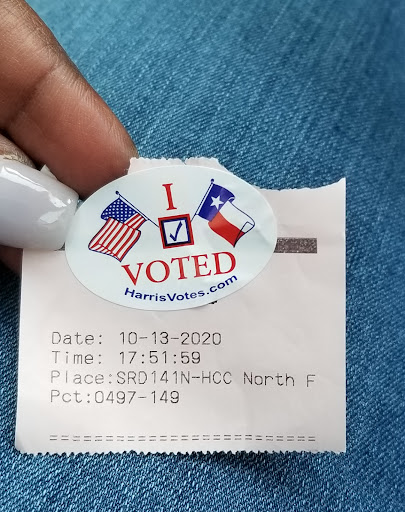 I
VOTED
HarrisVotes.com
Date: 10-13-2020
Time: 17:51:59
Place:SRD141N-HCC North F
Pct:0497-149